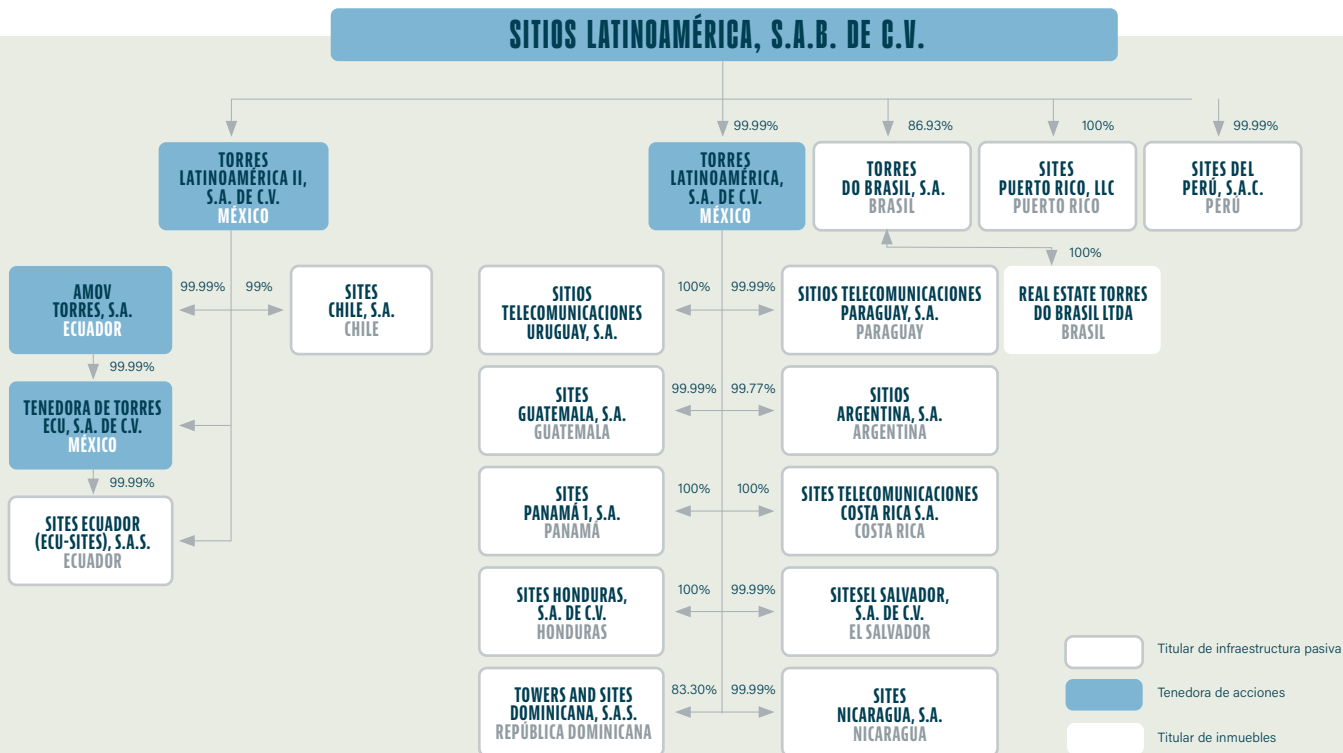 SITIOS LATINOAMÉRICA, S.A.B. DE C.V.
99.99%
86.93%
100%
99.99%
TORRES
LATINOAMÉRICA II,
S.A. DE C.V.
MÉXICO
TORRES
LATINOAMÉRICA,
S.A. DE C.V.
MÉXICO
TORRES
DO BRASIL, S.A.
BRASIL
SITES
PUERTO RICO, LLC
PUERTO RICO
SITES DEL
PERÚ, S.A.C.
PERÚ
100%
AMOV
TORRES, S.A.
ECUADOR
99.99%
99%
SITES
CHILE, S.A.
CHILE
99.99%
TENEDORA DE TORRES
ECU, S.A. DE C.V.
MÉXICO
99.99%
SITES ECUADOR
(ECU-SITES), S.A.S.
ECUADOR
SITIOS
TELECOMUNICACIONES
URUGUAY, S.A.
100%
99.99%
SITIOS TELECOMUNICACIONES
PARAGUAY, S.A.
PARAGUAY
REAL ESTATE TORRES
DO BRASIL LTDA
BRASIL
SITES
GUATEMALA, S.A.
GUATEMALA
99.99%
99.77%
SITIOS
ARGENTINA, S.A.
ARGENTINA
SITES
PANAMÁ 1, S.A.
PANAMÁ
100%
100%
SITES TELECOMUNICACIONES
COSTA RICA S.A.
COSTA RICA
SITES HONDURAS,
S.A. DE C.V.
HONDURAS
100%
99.99%
SITESEL SALVADOR,
S.A. DE C.V.
EL SALVADOR
TOWERS AND SITES
DOMINICANA, S.A.S.
REPÚBLICA DOMINICANA
83.30%
99.99%
SITES
NICARAGUA, S.A.
NICARAGUA
Titular de infraestructura pasiva
Tenedora de acciones
Titular de inmuebles